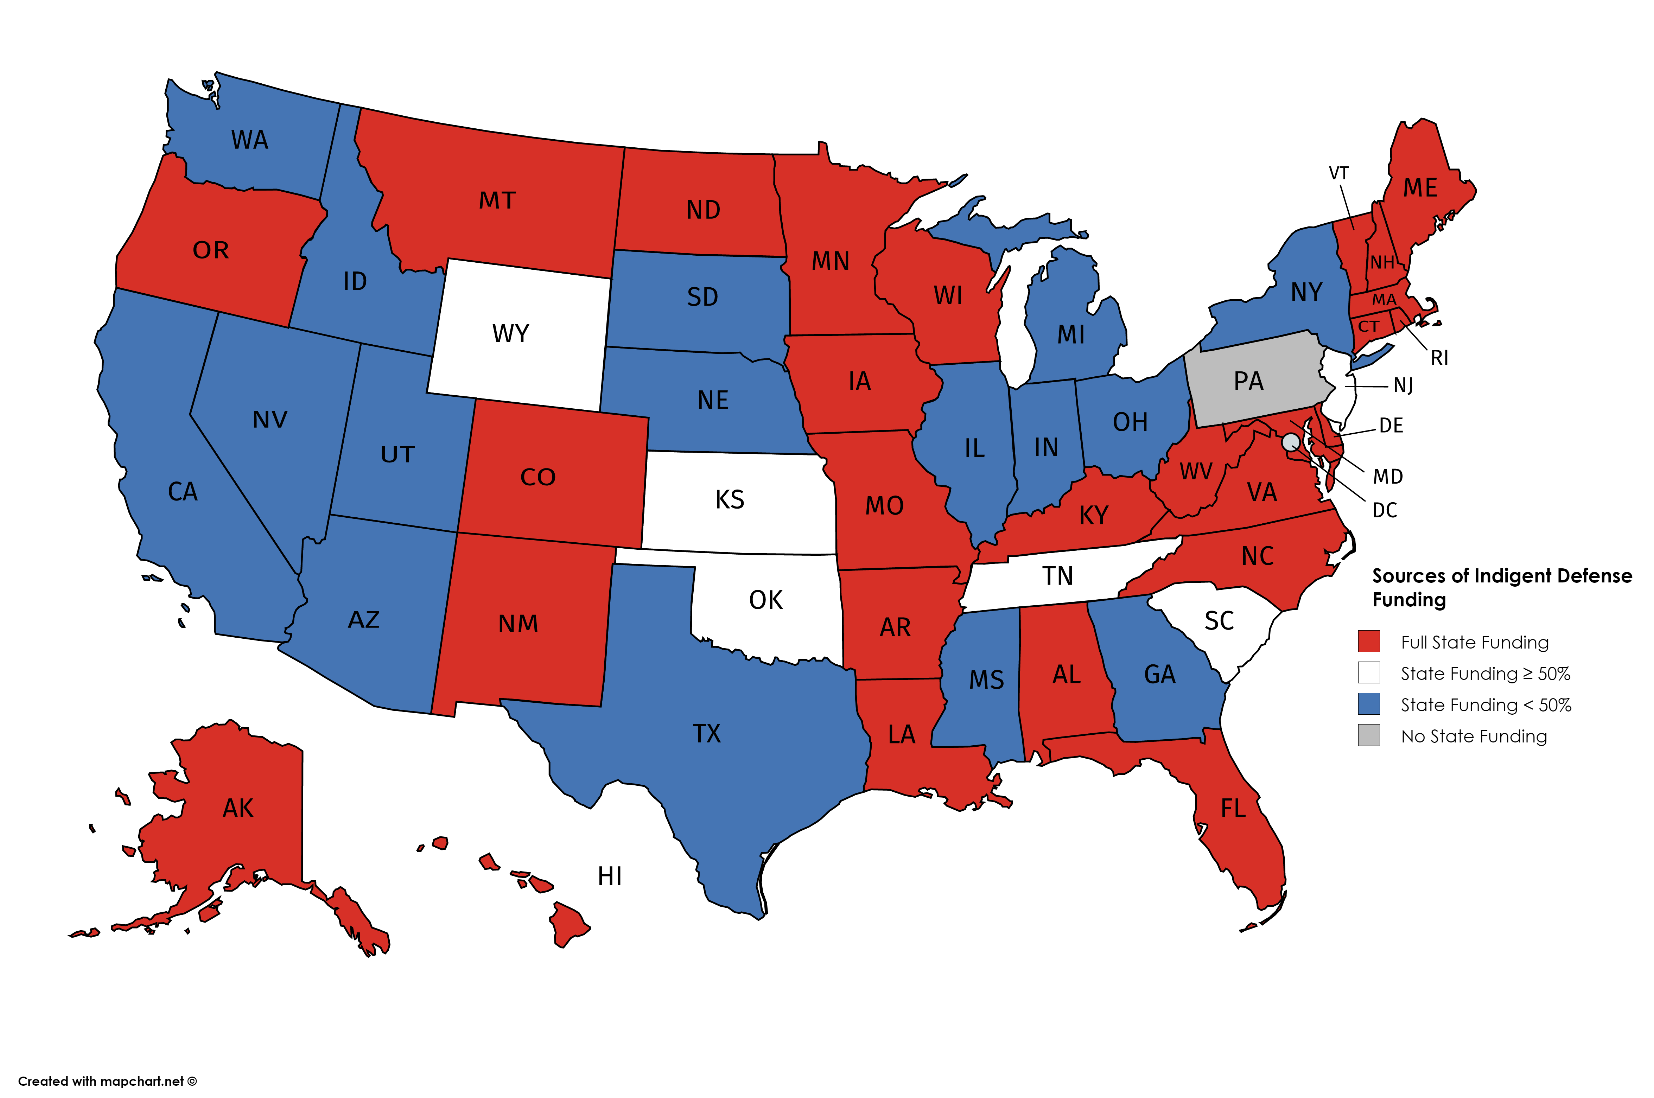 WA
MT
ND
VT
ME
OR
MN
NH
ID
SD
WI
NY
MA
WY
CT
MI
RI
IA
PA
NJ
NE
NV
OH
DE
UT
IL
IN
CO
WV
MD
CA
KS
MO
VA
DC
KY
NC
TN
OK
AZ
NM
AR
SC
MS
AL
GA
TX
LA
AK
FL
HI
Sources of Indigent Defense
Funding
Full State Funding
State Funding ≥ 50%
State Funding < 50%
No State Funding
Created with mapchart.net ©